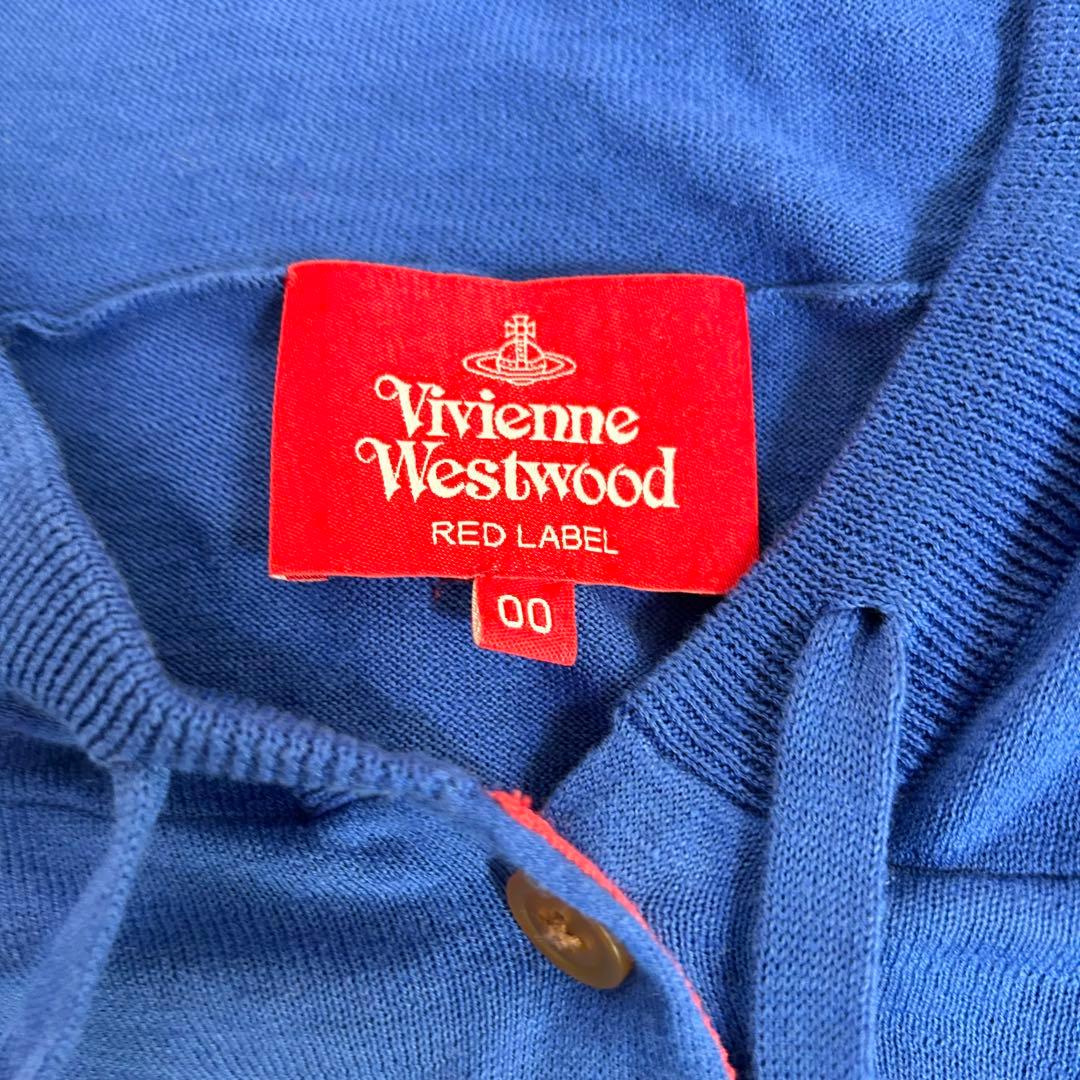 Vivienne
Westwood
RED LABEL
00